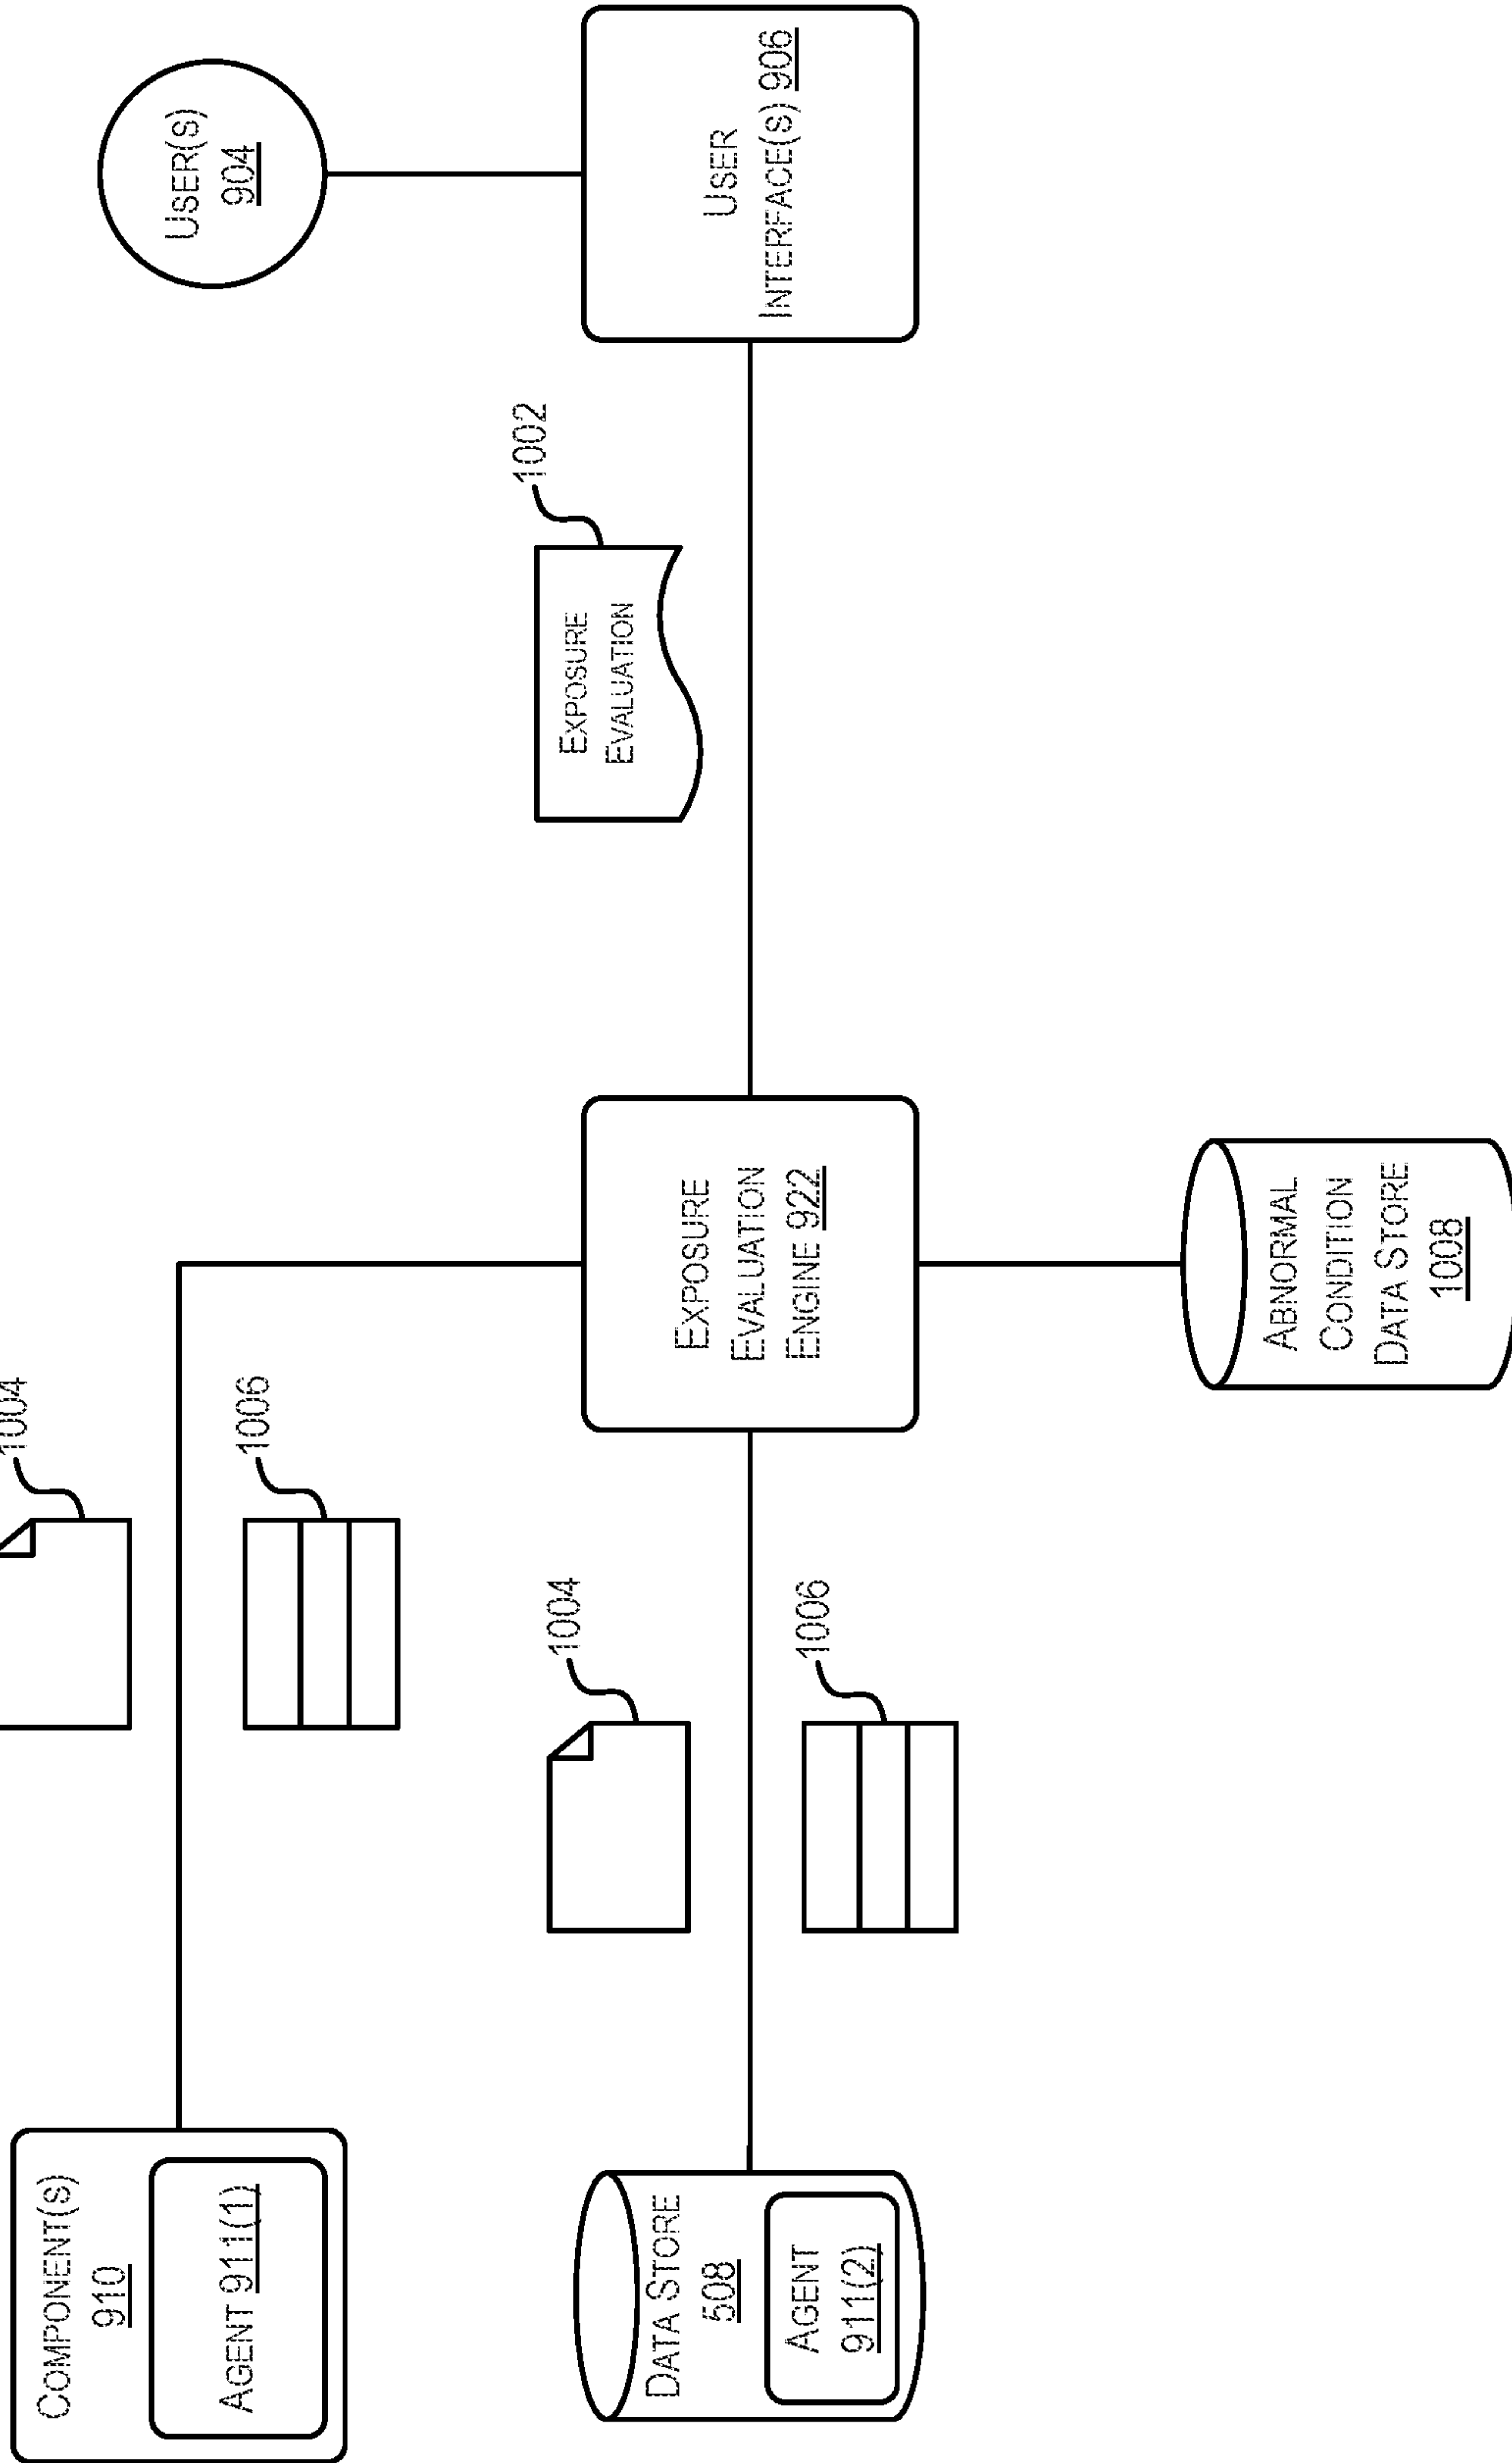 COMPONENT(S)
910
AGENT 911(1)
1004
1006
USER(S)
904
DATA STORE
508
AGENT
911(2)
1004
1006
EXPOSURE
EVALUATION
ENGINE 922
EXPOSURE
EVALUATION
1002
USER
INTERFACE(S) 906
ABNORMAL
CONDITION
DATA STORE
1008